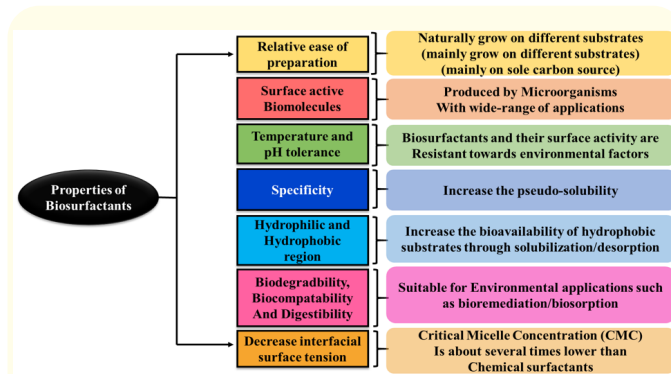 Relative ease of
preparation
Naturally grow on different substrates
(mainly grow on different substrates)
(mainly on sole carbon source)
Surface active
Biomolecules
Produced by Microorganisms
With wide-range of applications
Temperature and
pH tolerance
Biosurfactants and their surface activity are
Resistant towards environmental factors
Properties of
Biosurfactants
Specificity
Increase the pseudo-solubility
Hydrophilic and
Hydrophobic
region
Increase the bioavailability of hydrophobic
substrates through solubilization/desorption
Biodegradbility,
Biocompatability
And Digestibility
Suitable for Environmental applications such
as bioremediation/biosorption
Decrease interfacial
surface tension
Critical Micelle Concentration (CMC)
Is about several times lower than
Chemical surfactants